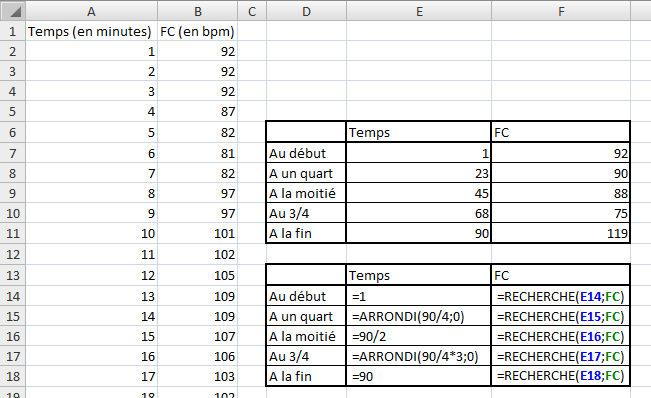 A B C D E F
1 Temps (en minutes) FC (en bpm)
2 1 92
3 2 92
4 3 92
5 4 87
6 5 82 Temps FC
7 6 81 Au début 1 92
8 7 82 A un quart 23 90
9 8 97 A la moitié 45 88
10 9 97 Au 3/4 68 75
11 10 101 A la fin 90 119
12 11 102
13 12 105 Temps FC
14 13 109 Au début =1 =RECHERCHE(E14;FC)
15 14 109 A un quart =ARRONDI(90/4;0) =RECHERCHE(E15;FC)
16 15 107 A la moitié =90/2 =RECHERCHE(E16;FC)
17 16 106 Au 3/4 =ARRONDI(90/4*3;0) =RECHERCHE(E17;FC)
18 17 103 A la fin =90 =RECHERCHE(E18;FC)
19 18 102